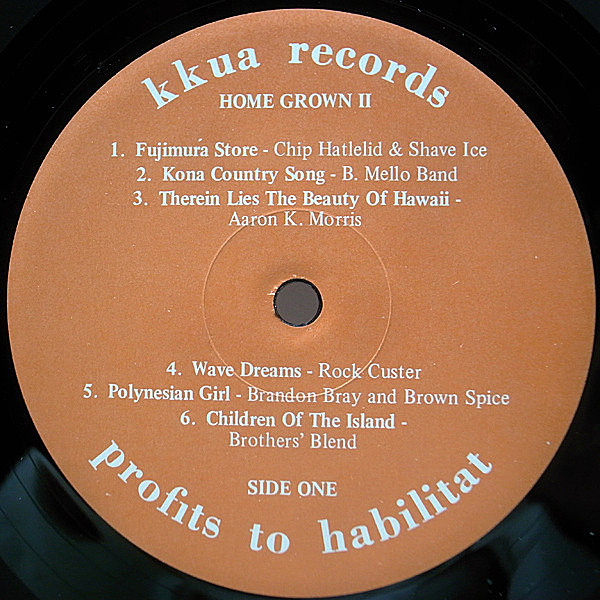 kkua records
HOME GROWN II
1. Fujimura Store - Chip Hatlelid & Shave Ice
2. Kona Country Song - B. Mello Band
3. Therein Lies The Beauty Of Hawaii -
Aaron K. Morris
4. Wave Dreams - Rock Custer
5. Polynesian Girl - Brandon Bray and Brown Spice
6. Children Of The Island -
Brothers' Blend
SIDE ONE
profits to habilitat